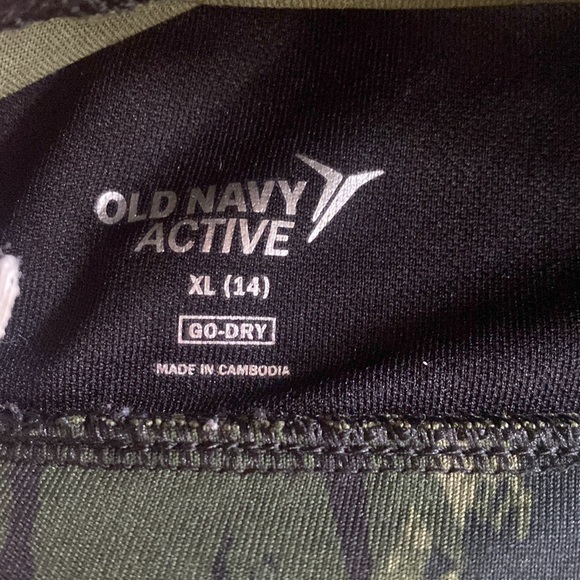 OLD NAVY
ACTIVE
XL (14)
GO-DRY
MADE IN CAMBODIA